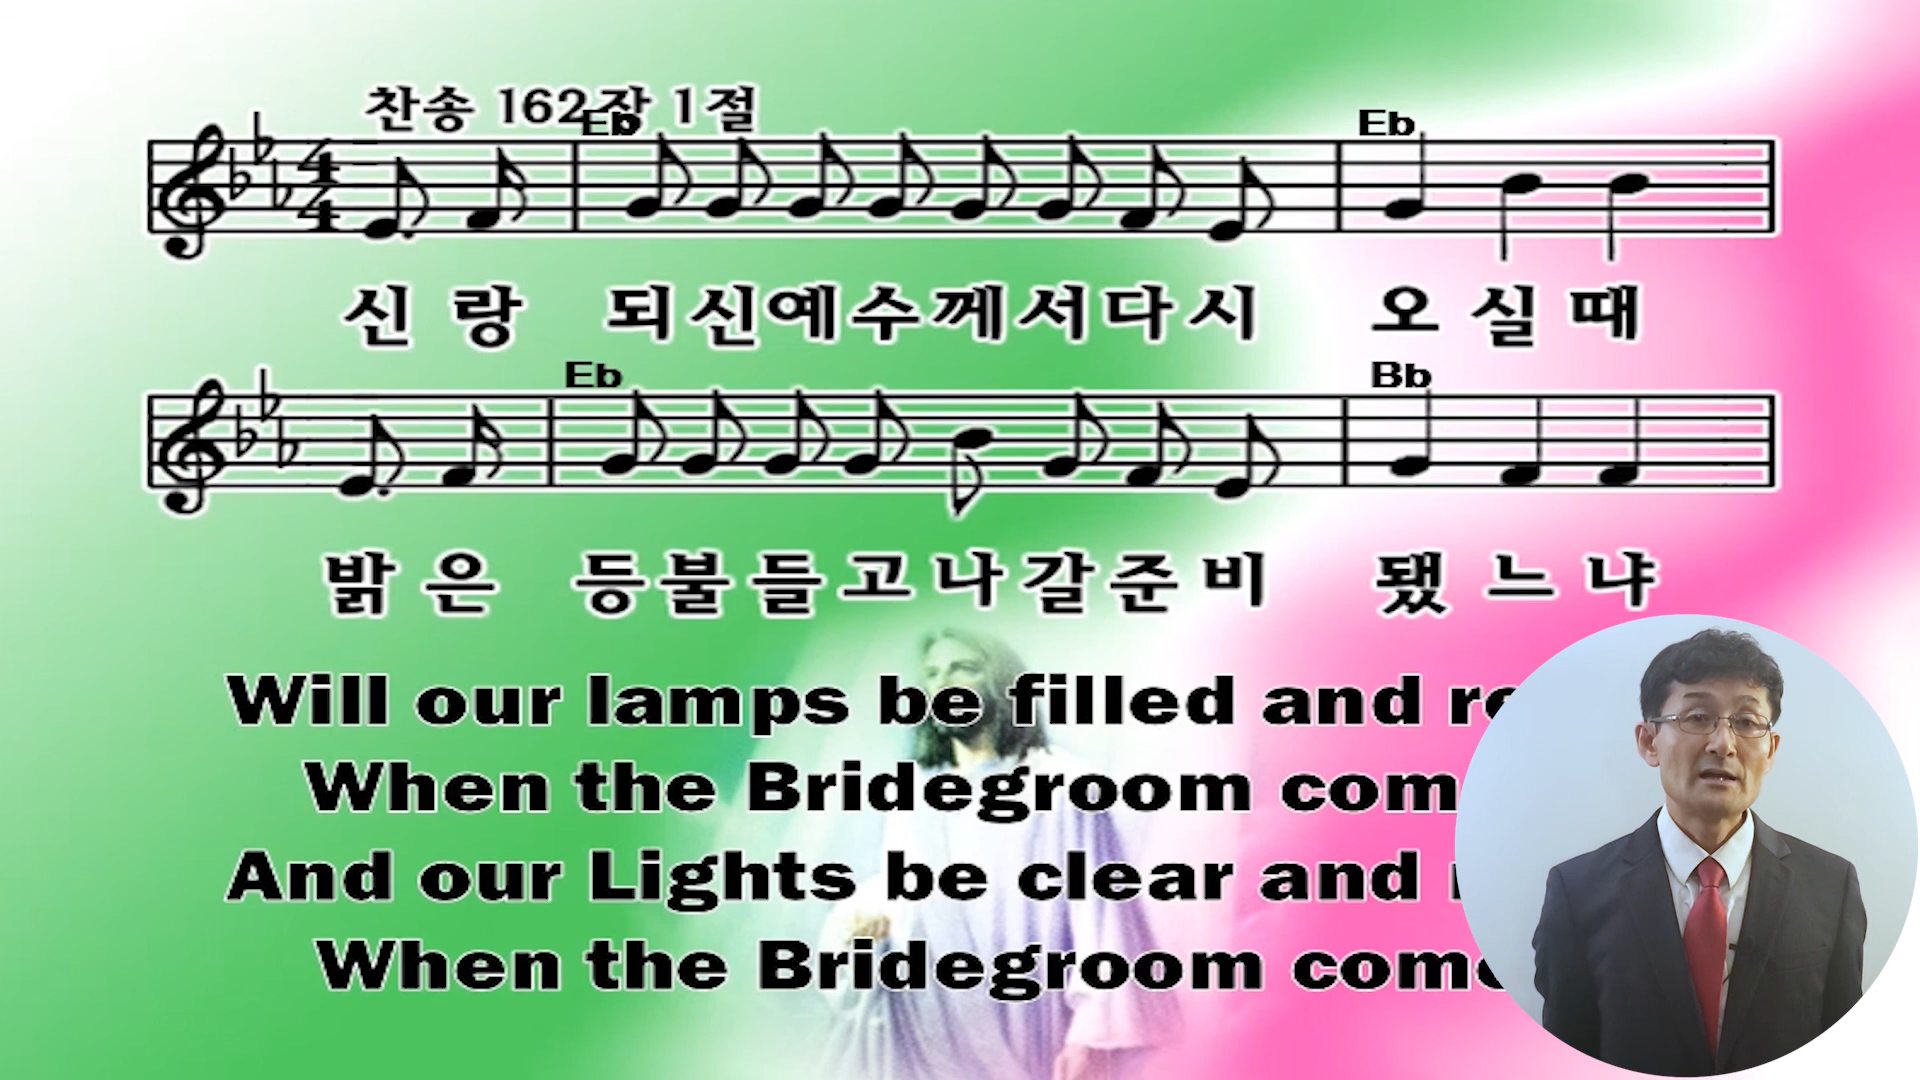 찬송 162장 1절
Eb Eb
신 랑 되신예수께서다시 오 실 때
Eb Bb
밝 은 등불들고나갈준비 됐 느 냐
Will our lamps be filled and
When the Bridegroom
And our Lights be clear and
When the Bridegroom